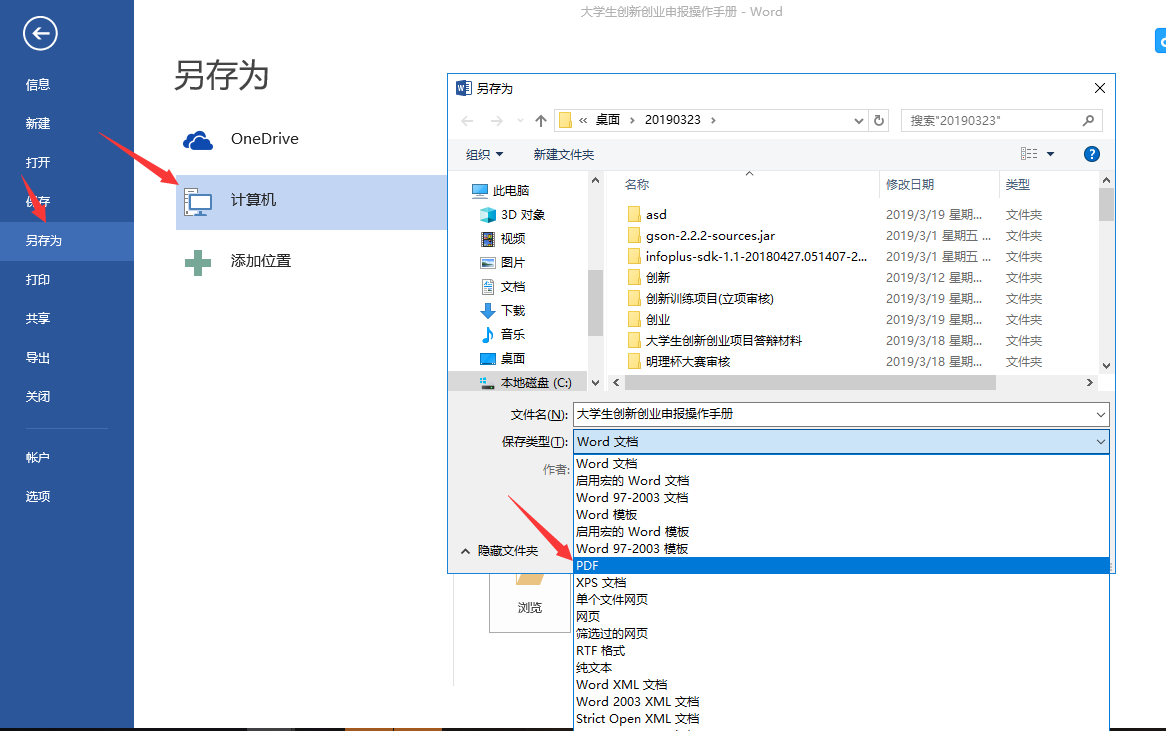 大学生创新创业申报操作手册 - Word
信息
新建
打开
保存
另存为
打印
共享
导出
关闭
帐户
选项
另存为
OneDrive
计算机
添加位置
浏览
另存为
« 桌面 › 20190323 ›
搜索"20190323"
组织
新建文件夹
此电脑
3D 对象
视频
图片
文档
下载
音乐
桌面
本地磁盘 (C:)
名称 修改日期 类型
asd 2019/3/19 星期... 文件夹
gson-2.2.2-sources.jar 2019/3/1 星期五 ... 文件夹
infoplus-sdk-1.1-20180427.051407-2... 2019/3/1 星期五 ... 文件夹
创新 2019/3/12 星期... 文件夹
创新训练项目(立项审核) 2019/3/19 星期... 文件夹
创业 2019/3/19 星期... 文件夹
大学生创新创业项目答辩材料 2019/3/18 星期... 文件夹
明理杯大赛审核 2019/3/18 星期... 文件夹
文件名(N): 大学生创新创业申报操作手册
保存类型(T): Word 文档
作者:
隐藏文件夹
Word 文档
启用宏的 Word 文档
Word 97-2003 文档
Word 模板
启用宏的 Word 模板
Word 97-2003 模板
PDF
XPS 文档
单个文件网页
网页
筛选过的网页
RTF 格式
纯文本
Word XML 文档
Word 2003 XML 文档
Strict Open XML 文档